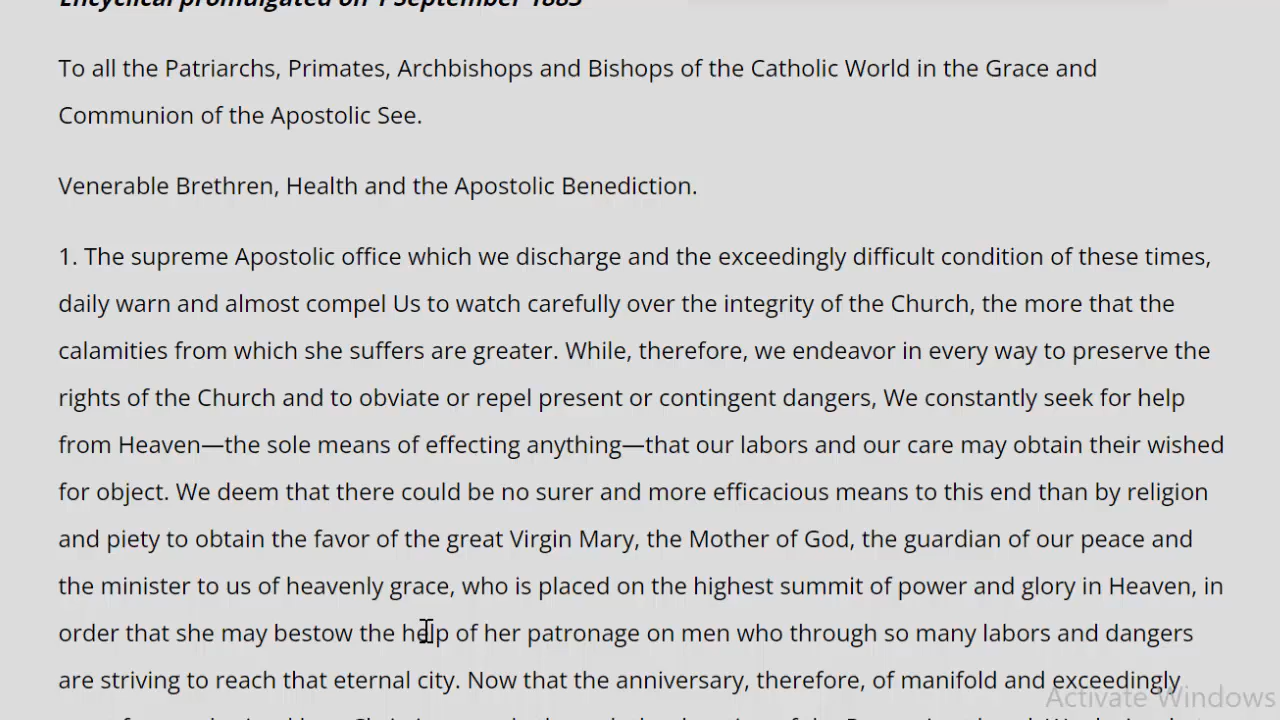 Encyclical promulgated on 1 September 1883
To all the Patriarchs, Primates, Archbishops and Bishops of the Catholic World in the Grace and
Communion of the Apostolic See.
Venerable Brethren, Health and the Apostolic Benediction.
1. The supreme Apostolic office which we discharge and the exceedingly difficult condition of these times,
daily warn and almost compel Us to watch carefully over the integrity of the Church, the more that the
calamities from which she suffers are greater. While, therefore, we endeavor in every way to preserve the
rights of the Church and to obviate or repel present or contingent dangers, We constantly seek for help
from Heaven—the sole means of effecting anything—that our labors and our care may obtain their wished
for object. We deem that there could be no surer and more efficacious means to this end than by religion
and piety to obtain the favor of the great Virgin Mary, the Mother of God, the guardian of our peace and
the minister to us of heavenly grace, who is placed on the highest summit of power and glory in Heaven, in
order that she may bestow the help of her patronage on men who through so many labors and dangers
are striving to reach that eternal city. Now that the anniversary, therefore, of manifold and exceedingly
Activate Windows